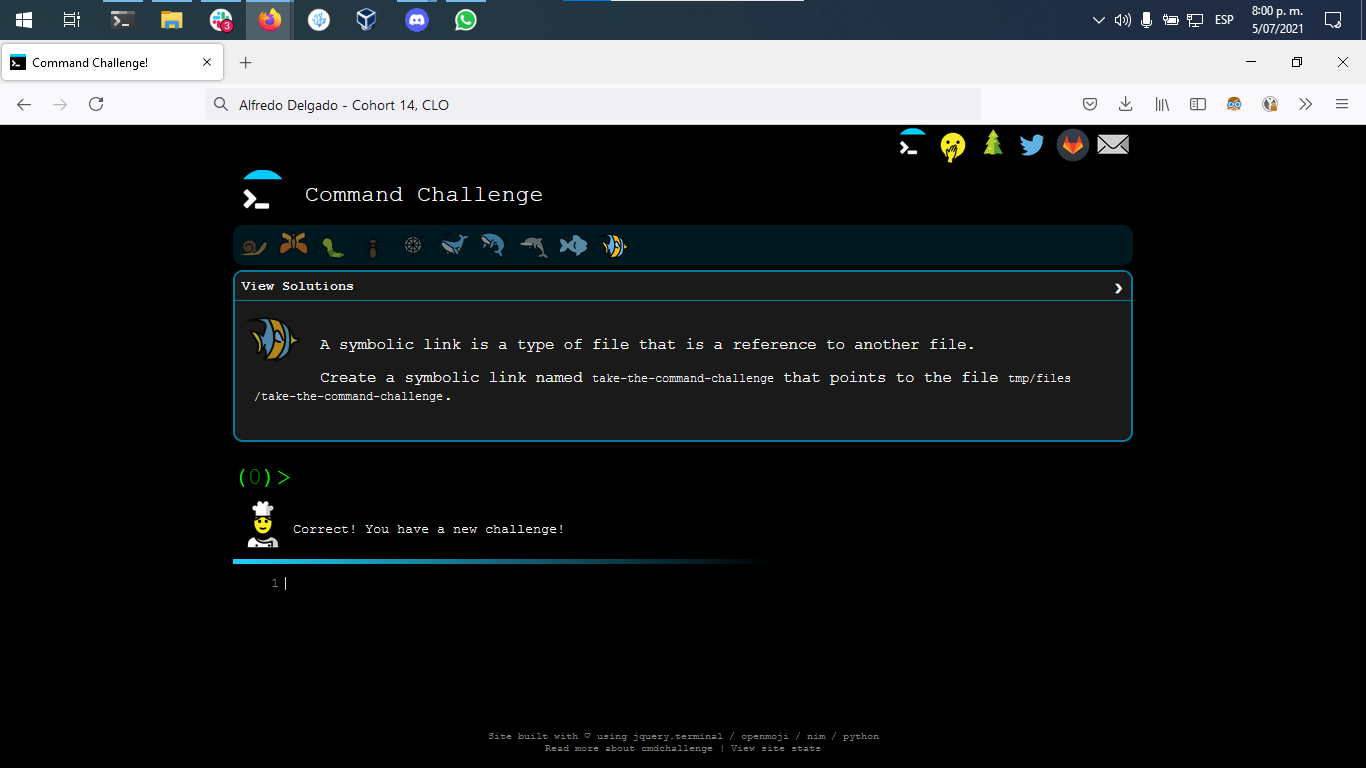 3
ESP
8:00 p. m.
5/07/2021
Command Challenge!
Alfredo Delgado - Cohort 14, CLO
Command Challenge
View Solutions
A symbolic link is a type of file that is a reference to another file.
Create a symbolic link named take-the-command-challenge that points to the file tmp/files
/take-the-command-challenge.
(0)>
Correct! You have a new challenge!
1
Site built with ♡ using jquery.terminal / openmoji / nim / python
Read more about cmdchallenge | View site stats